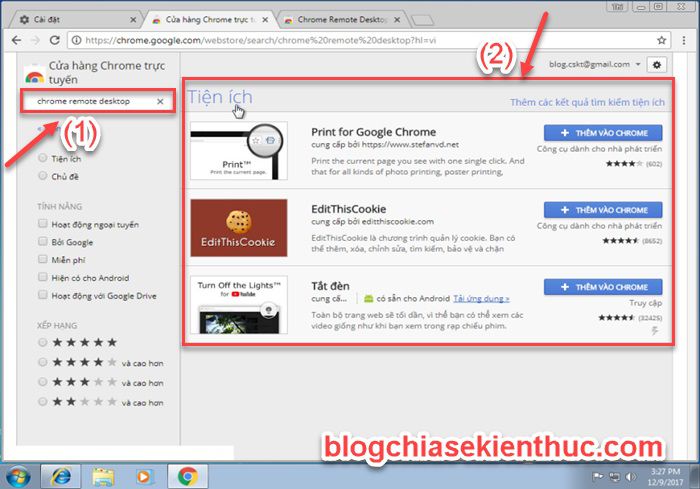 Cài đặt
Cửa hàng Chrome trực t
Chrome Remote Desktop
https://chrome.google.com/webstore/search/chrome%20remote%20desktop?hl=vi
Cửa hàng Chrome trực tuyến
blog.cskt@gmail.com
(2)
chrome remote desktop
(1)
Tiện ích
Chủ đề
TÍNH NĂNG
Hoạt động ngoại tuyến
Bởi Google
Miễn phí
Hiện có cho Android
Hoạt động với Google Drive
XẾP HẠNG
và cao hơn
và cao hơn
và cao hơn
Tiện ích
Thêm các kết quả tìm kiếm tiện ích
Print™
Print the current page.
Print for Google Chrome
cung cấp bởi https://www.stefanvd.net
Print the current page you see with one single click. And
that for all kinds of photo printing, poster printing,
THÊM VÀO CHROME
Công cụ dành cho nhà phát triển
(602)
EditThisCookie
EditThisCookie
cung cấp bởi editthiscookie.com
EditThisCookie là chương trình quản lý cookie. Bạn có
thể thêm, xóa, chỉnh sửa, tìm kiếm, bảo vệ và chặn
THÊM VÀO CHROME
Công cụ dành cho nhà phát triển
(8652)
Turn Off the Lights™
for YouTube
Tắt đèn
cung cấ... có sẵn cho Android Tải ứng dụng »
Toàn bộ trang web sẽ tối dần, vì thế bạn có thể xem các
video giống như khi bạn xem trong rạp chiếu phim.
THÊM VÀO CHROME
Truy cập
(32425)
blogchiasekienthuc.com
3:27 PM
12/9/2017